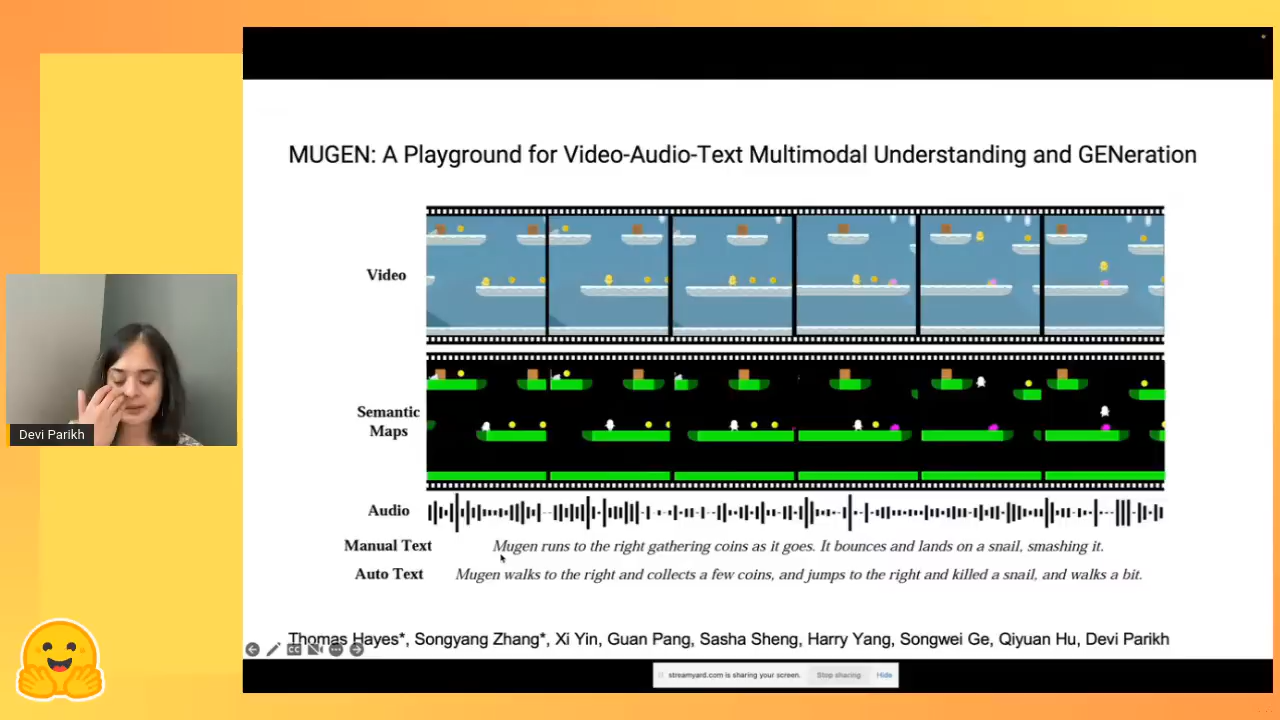 MUGEN: A Playground for Video-Audio-Text Multimodal Understanding and GENeration
Video
Semantic
Maps
Audio
Manual Text
Mugen runs to the right gathering coins as it goes. It bounces and lands on a snail, smashing it.
Auto Text
Mugen walks to the right and collects a few coins, and jumps to the right and killed a snail, and walks a bit.
Thomas Hayes*, Songyang Zhang*, Xi Yin, Guan Pang, Sasha Sheng, Harry Yang, Songwei Ge, Qiyuan Hu, Devi Parikh
CC
streamyard.com is sharing your screen.
Stop sharing
Hide
Devi Parikh